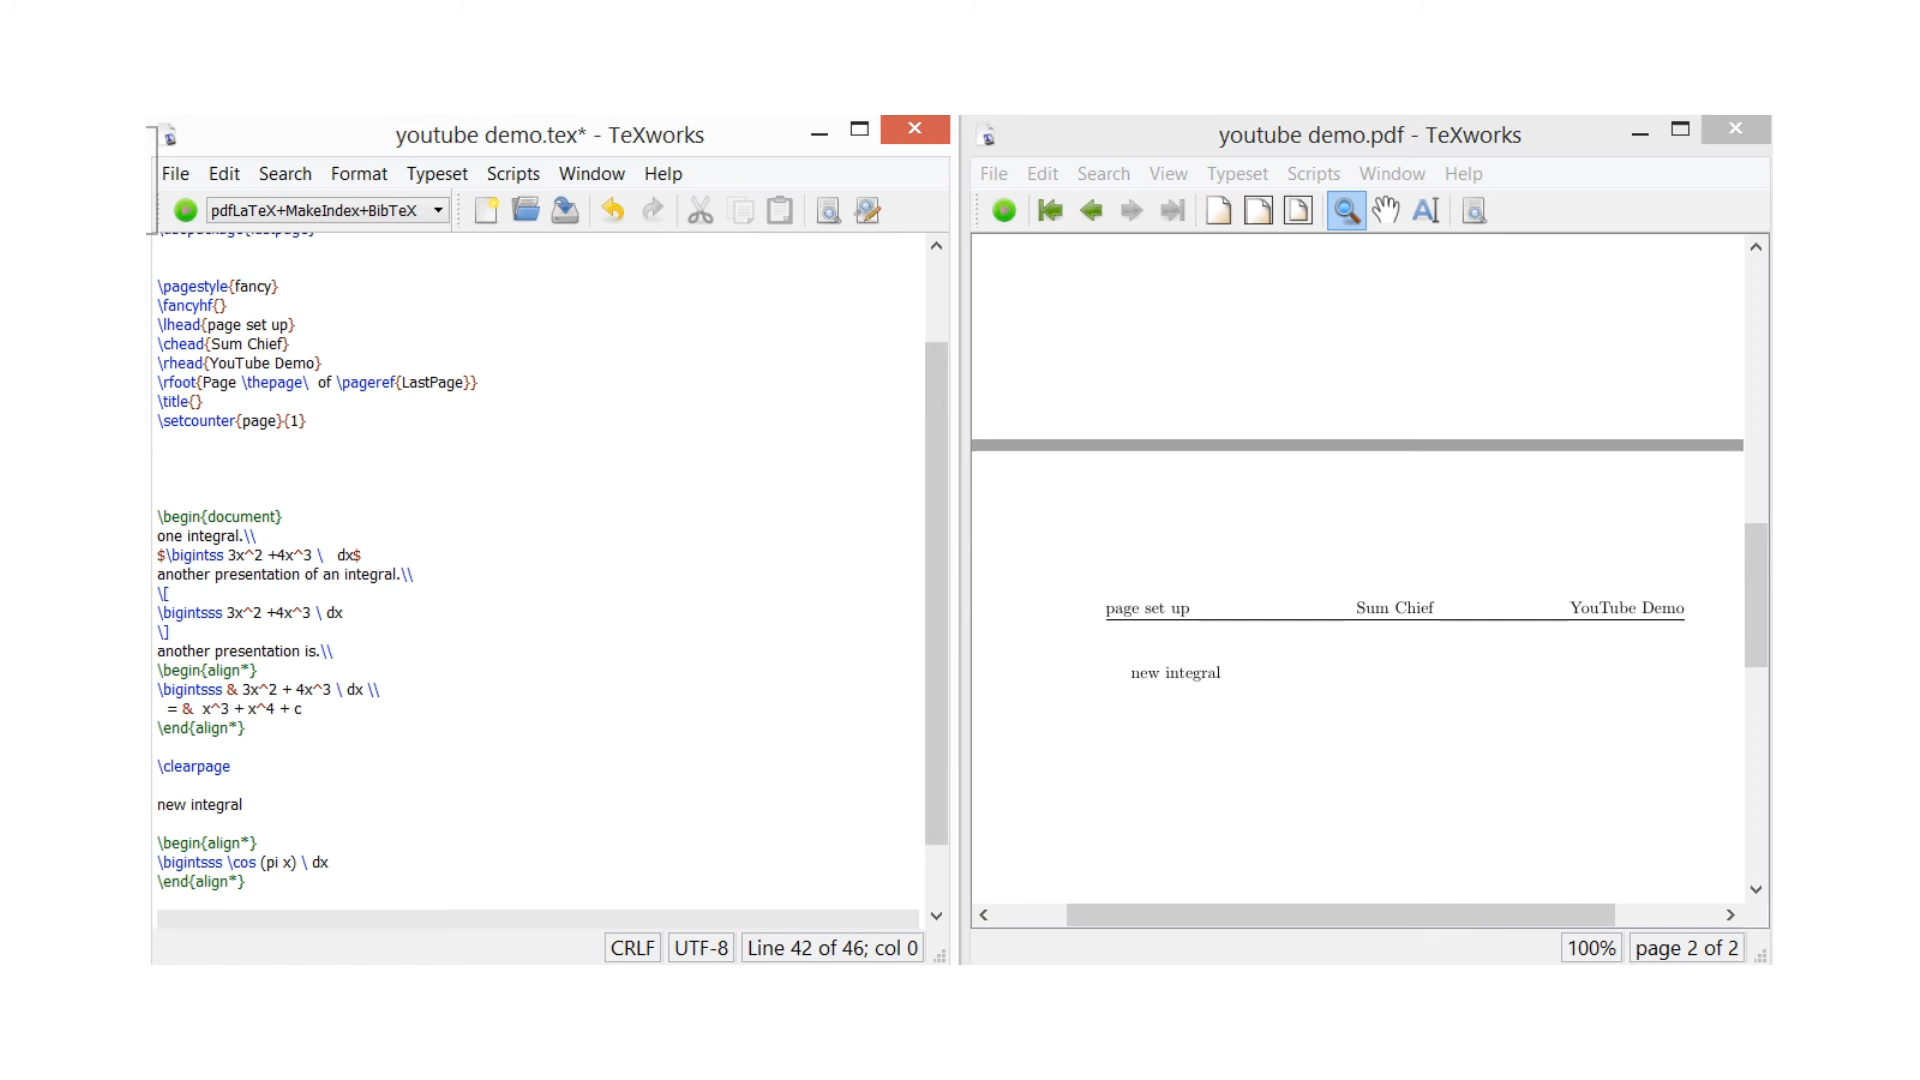 youtube demo.tex* - TeXworks
File Edit Search Format Typeset Scripts Window Help
pdfLaTeX+MakeIndex+BibTeX
\pagestyle{fancy}
\fancyhf{}
\lhead{page set up}
\chead{Sum Chief}
\rhead{YouTube Demo}
\rfoot{Page \thepage\ of \pageref{LastPage}}
\title{}
\setcounter{page}{1}
\begin{document}
one integral.\\
$\bigintss 3x^2 +4x^3 \ dx$
another presentation of an integral.\\
\[
\bigintsss 3x^2 +4x^3 \ dx
\]
another presentation is.\\
\begin{align*}
\bigintsss & 3x^2 + 4x^3 \ dx \\
= & x^3 + x^4 + c
\end{align*}
\clearpage
new integral
\begin{align*}
\bigintsss \cos (pi x) \ dx
\end{align*}
CRLF UTF-8 Line 42 of 46; col 0
youtube demo.pdf - TeXworks
File Edit Search View Typeset Scripts Window Help
page set up Sum Chief YouTube Demo
new integral
100% page 2 of 2